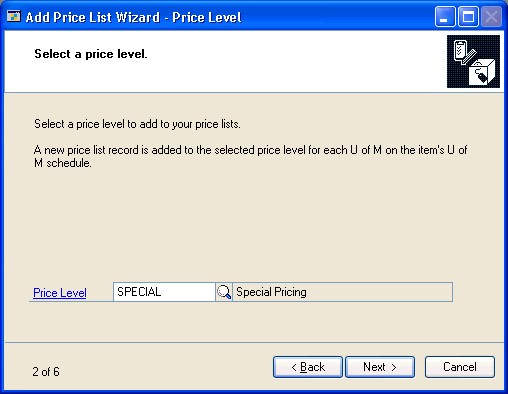 Add Price List Wizard - Price Level
Select a price level.
Select a price level to add to your price lists.
A new price list record is added to the selected price level for each U of M on the item's U of
M schedule.
Price Level SPECIAL Special Pricing
2 of 6 < Back Next > Cancel